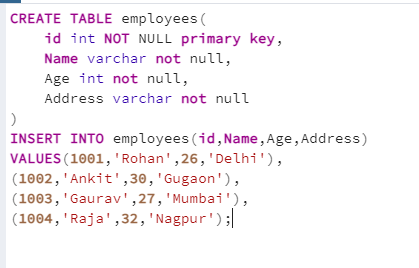 CREATE TABLE employees(
    id int NOT NULL primary key,
    Name varchar not null,
    Age int not null,
    Address varchar not null
)
INSERT INTO employees(id,Name,Age,Address)
VALUES(1001,'Rohan',26,'Delhi'),
(1002,'Ankit',30,'Gugaon'),
(1003,'Gaurav',27,'Mumbai'),
(1004,'Raja',32,'Nagpur');